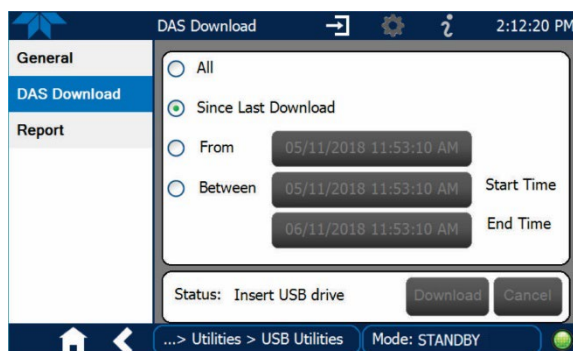 DAS Download
2:12:20 PM
General
DAS Download
Report
All
Since Last Download
From 05/11/2018 11:53:10 AM
Between 05/11/2018 11:53:10 AM Start Time
06/11/2018 11:53:10 AM End Time
Status: Insert USB drive Download Cancel
...> Utilities > USB Utilities Mode: STANDBY